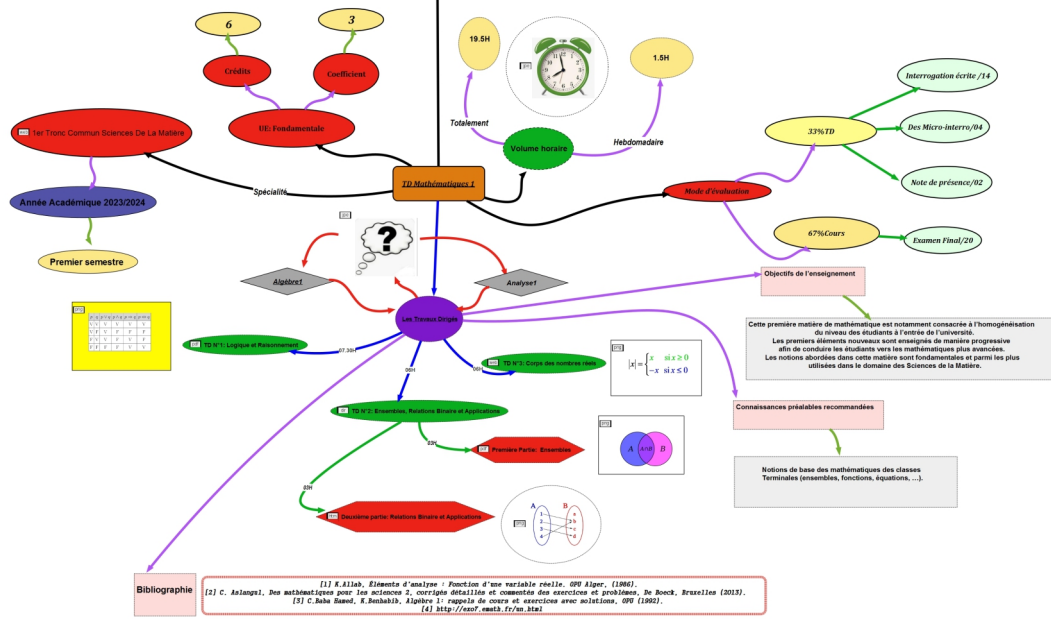 6
3
Crédits
Coefficient
UE: Fondamentale
19.5H
1.5H
Totalement
Hebdomadaire
Volume horaire
Interrogation écrite /14
33%TD
Des Micro-interro/04
Note de présence/02
Mode d'évaluation
67%Cours
Examen Final/20
1er Tronc Commun Sciences De La Matière
Spécialité
TD Mathématiques 1
Année Académique 2023/2024
Premier semestre
?
Algèbre1
Analyse1
Les Travaux Dirigés
Objectifs de l'enseignement
Cette première matière de mathématique est notamment consacrée à l'homogénéisation
du niveau des étudiants à l'entrée de l'université.
Les premiers éléments nouveaux sont enseignés de manière progressive
afin de conduire les étudiants vers les mathématiques plus avancées.
Les notions abordées dans cette matière sont fondamentales et parmi les plus
utilisées dans le domaine des Sciences de la Matière.
07.30H
TD N°1: Logique et Raisonnement
06H
06H
TD N°3: Corps des nombres réels
|x| = { x si x ≥ 0
-x si x ≤ 0
TD N°2: Ensembles, Relations Binaire et Applications
Connaissances préalables recommandées
Notions de base des mathématiques des classes
Terminales (ensembles, fonctions, équations, …).
03H
Première Partie: Ensembles
A A∩B B
03H
Deuxième partie: Relations Binaire et Applications
A B
1 a
2 b
3 c
4 d
Bibliographie
[1] K.Allab, Éléments d'analyse : Fonction d'une variable réelle. OPU Alger, (1986).
[2] C. Aslangul, Des mathématiques pour les sciences 2, corrigés détaillés et commentés des exercices et problèmes, De Boeck, Bruxelles (2013).
[3] C.Baba Hamed, K.Benhabib, Algèbre 1: rappels de cours et exercices avec solutions, OPU (1992).
[4] http://exo7.emath.fr/un.html